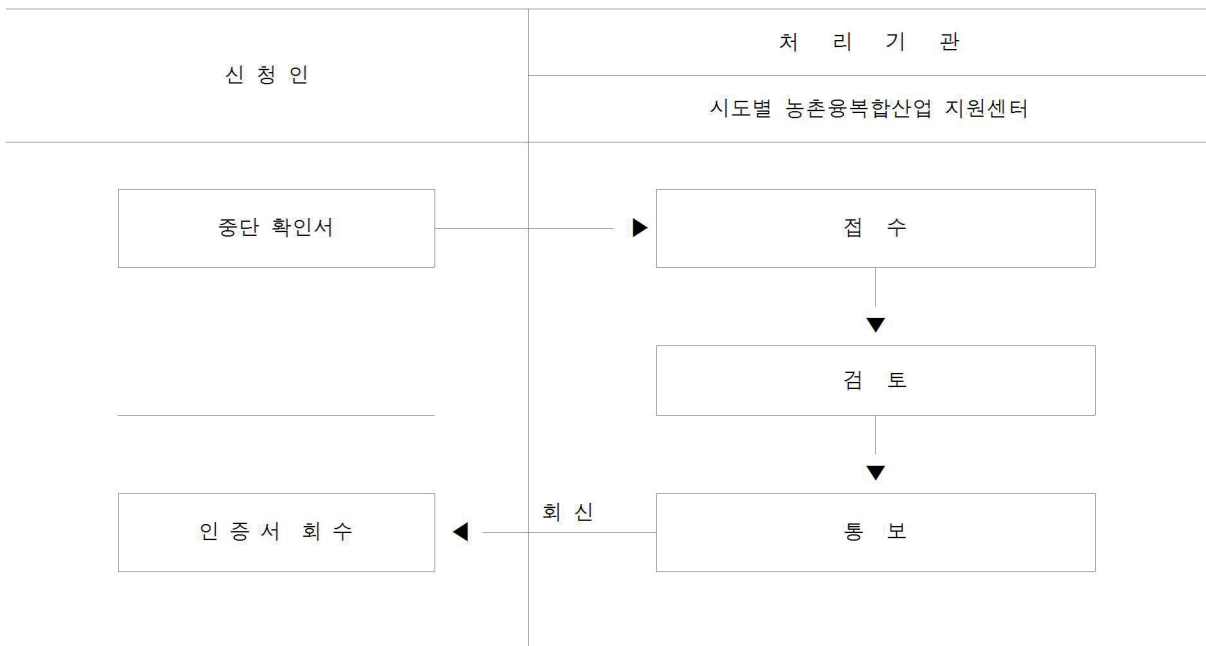 신 청 인
처 리 기 관
시도별 농촌융복합산업 지원센터
중단 확인서
접 수
검 토
회 신
인 증 서 회 수
통 보